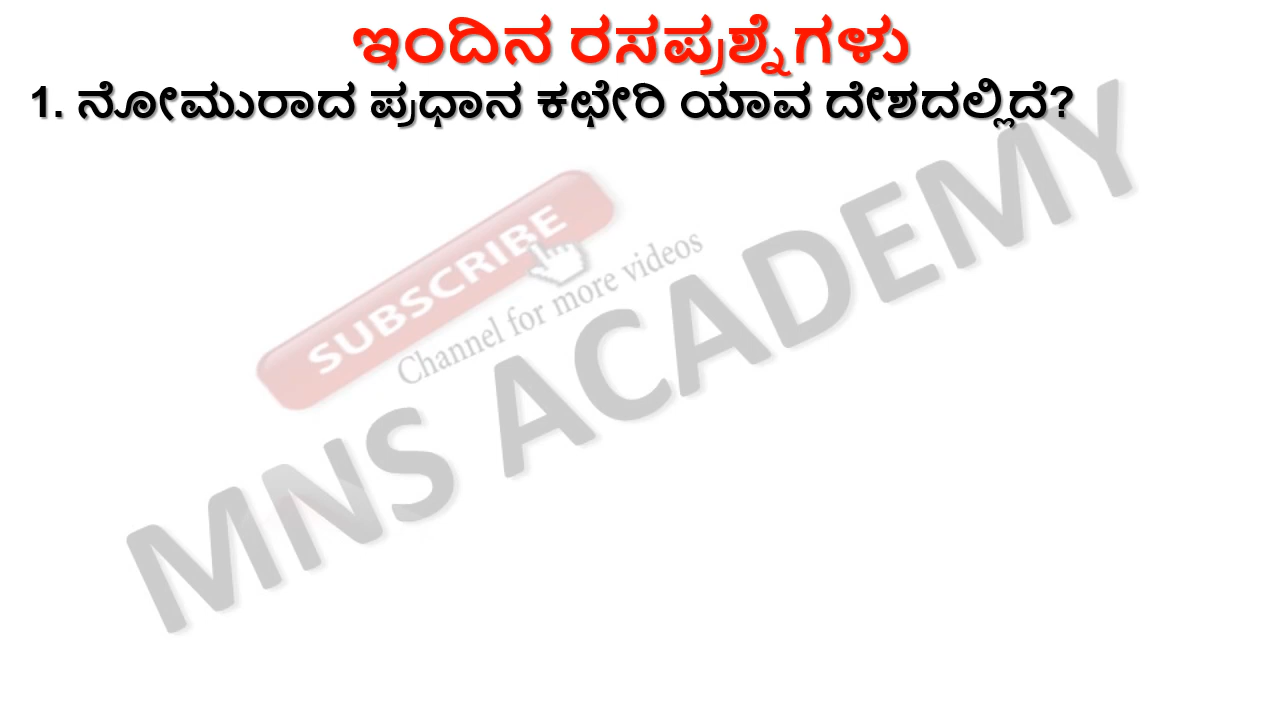 ಇಂದಿನ ರಸಪ್ರಶ್ನೆಗಳು
1. ನೋಮುರಾದ ಪ್ರಧಾನ ಕಛೇರಿ ಯಾವ ದೇಶದಲ್ಲಿದೆ?
SUBSCRIBE
Channel for more videos
MNS ACADEMY